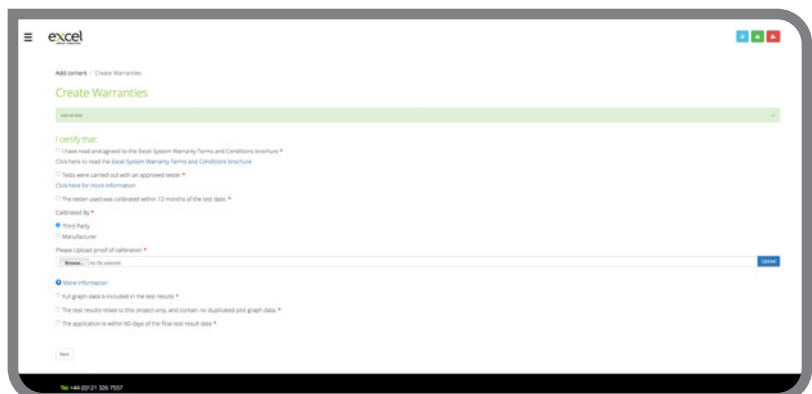 excel
Add content / Create Warranties
Create Warranties
warranties
I certify that:
I have read and agreed to the Excel System Warranty Terms and Conditions brochure *
Click here to read the Excel System Warranty Terms and Conditions brochure
Tests were carried out with an approved tester *
Click here for more information
The tester used was calibrated within 12 months of the test date. *
Calibrated By *
Third Party
Manufacturer
Please Upload proof of calibration *
Browse... No file selected. Upload
More information
Full graph data is included in the test results *
The test results relate to this project only, and contain no duplicated plot graph data. *
The application is within 60 days of the final test result date *
Next
Tel: +44 (0)121 326 7557